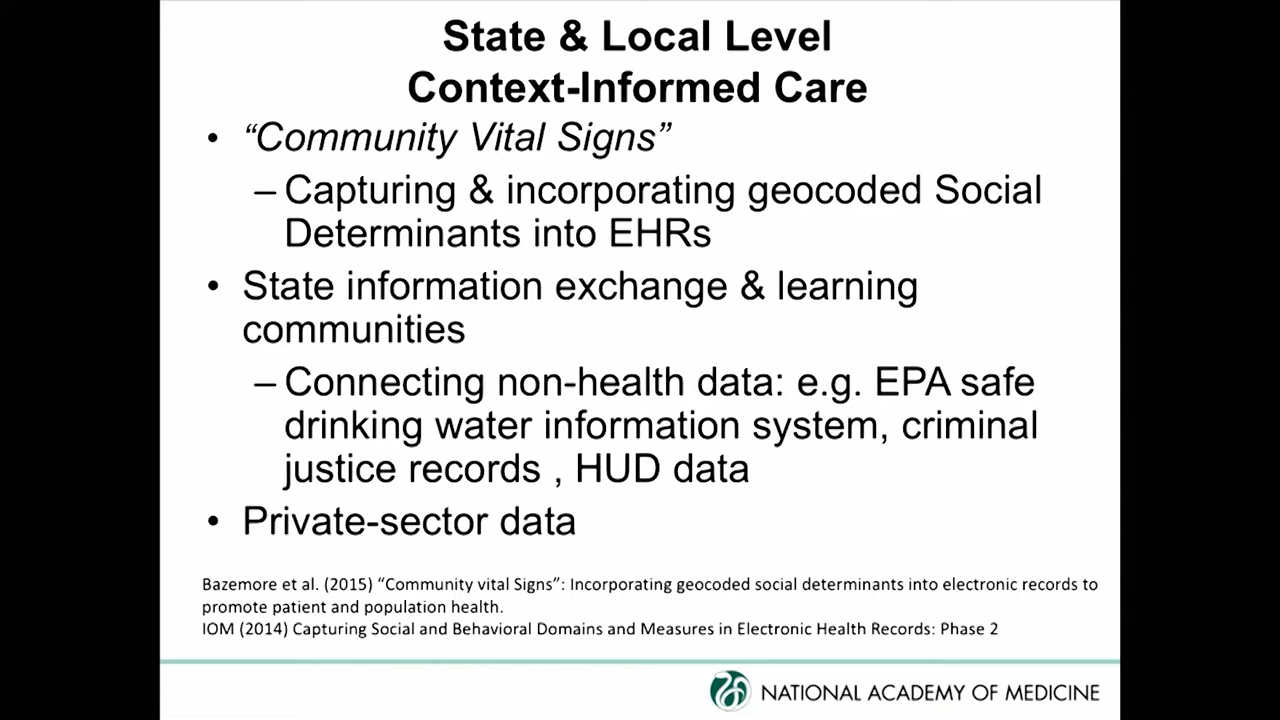 State & Local Level
Context-Informed Care
• “Community Vital Signs”
– Capturing & incorporating geocoded Social
Determinants into EHRs
• State information exchange & learning
communities
– Connecting non-health data: e.g. EPA safe
drinking water information system, criminal
justice records , HUD data
• Private-sector data
Bazemore et al. (2015) “Community vital Signs”: Incorporating geocoded social determinants into electronic records to
promote patient and population health.
IOM (2014) Capturing Social and Behavioral Domains and Measures in Electronic Health Records: Phase 2
NATIONAL ACADEMY OF MEDICINE